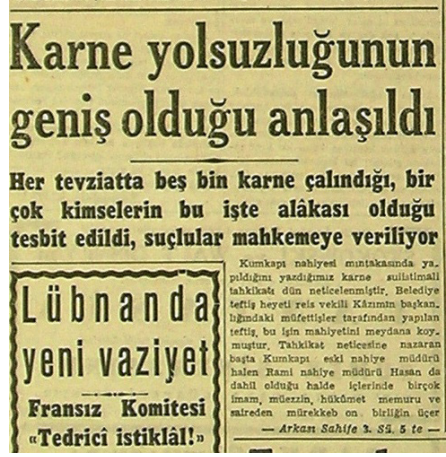 Karne yolsuzluğunun
geniş olduğu anlaşıldı
Her tevziatta beş bin karne çalındığı, bir
çok kimselerin bu işte alâkası olduğu
tesbit edildi, suçlular mahkemeye veriliyor
Kumkapı nahiyesi mıntakasında ya-
pıldığını yazdığımız karne suiistimali
tahkikatı dün neticelenmiştir. Belediye
teftiş heyeti reis vekili Kâzımın başkan-
lığındaki müfettişler tarafından yapılan
teftiş, bu işin mahiyetini meydana koy-
muştur. Tahkikat neticesine nazaran
başta Kumkapı eski nahiye müdürü
halen Rami nahiye müdürü Hasan da
dahil olduğu halde içlerinde birçok
imam, müezzin, hükûmet memuru ve
saireden mürekkeb on birliğin üçer
— Arkası Sahife 3, Sü. 5 te —
Lübnanda
yeni vaziyet
Fransız Komitesi
«Tedricî istiklâl!»